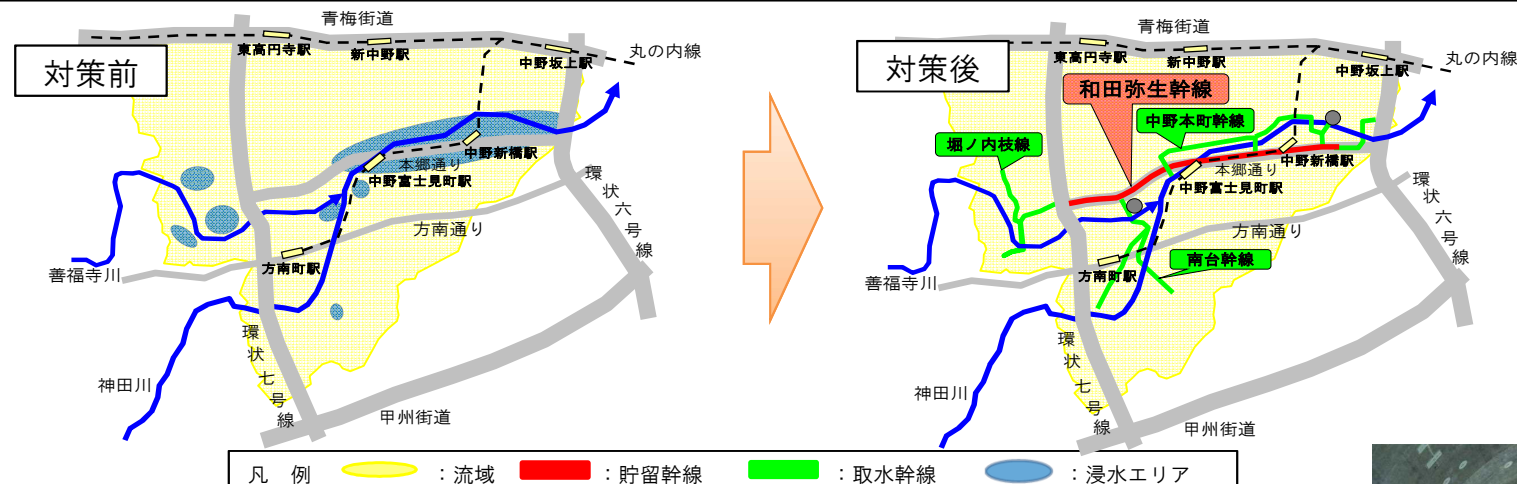 青梅街道
東高円寺駅
新中野駅
中野坂上駅
丸の内線
対策前
中野新橋駅
本郷通り
中野富士見町駅
環状六号線
方南通り
方南町駅
善福寺川
環状七号線
神田川
甲州街道
青梅街道
東高円寺駅
新中野駅
中野坂上駅
丸の内線
対策後
和田弥生幹線
中野本町幹線
堀ノ内枝線
中野新橋駅
本郷通り
中野富士見町駅
環状六号線
方南通り
方南町駅
南台幹線
善福寺川
環状七号線
神田川
甲州街道
凡 例 ：流域 ：貯留幹線 ：取水幹線 ：浸水エリア